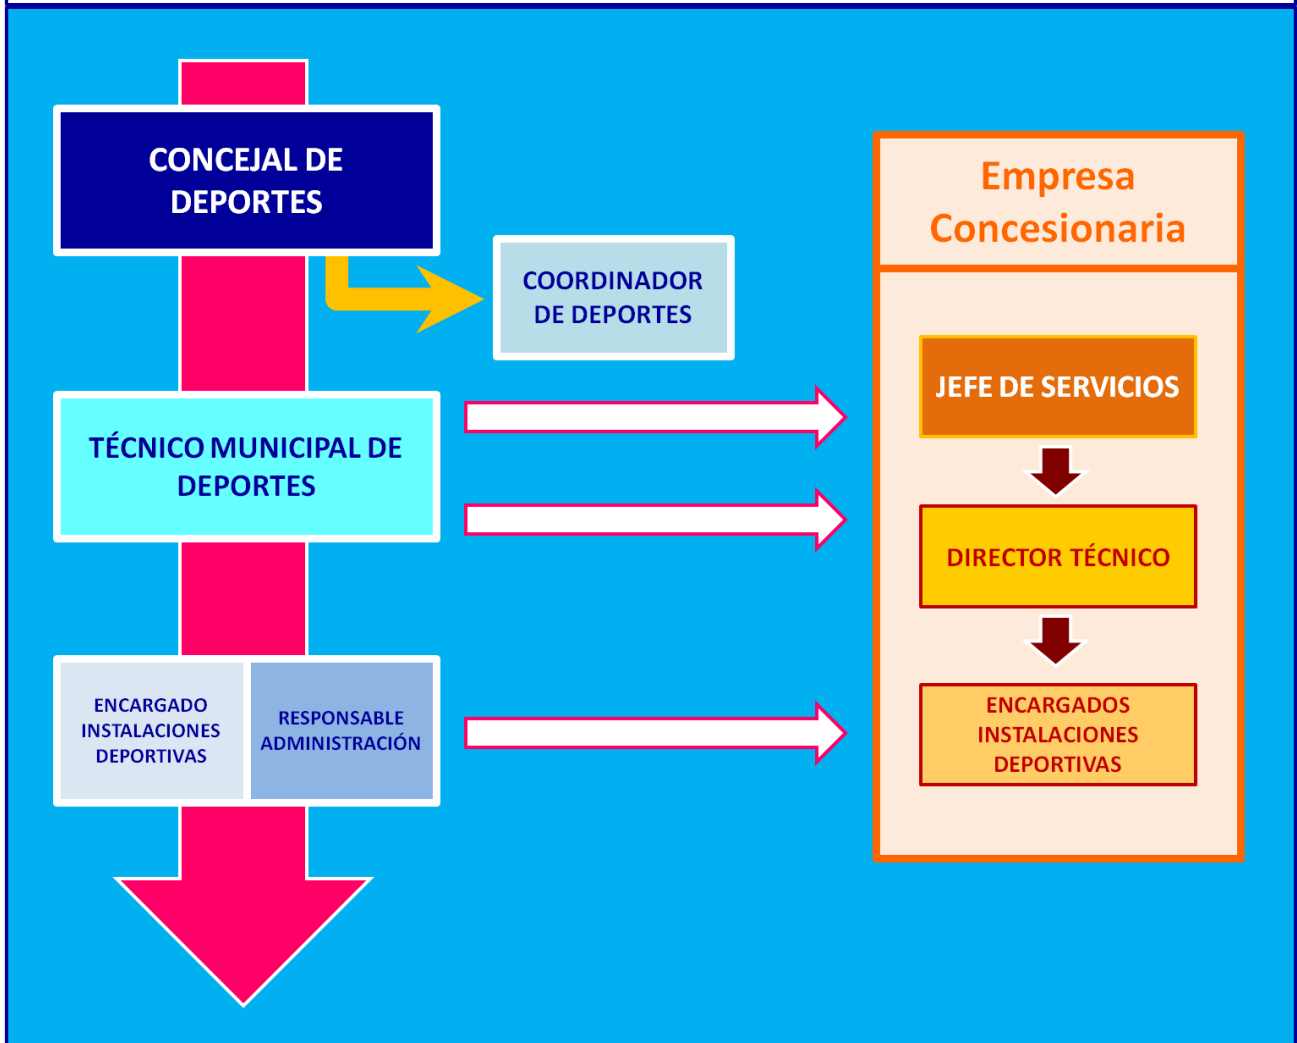 CONCEJAL DE
DEPORTES
COORDINADOR
DE DEPORTES
TÉCNICO MUNICIPAL DE
DEPORTES
ENCARGADO
INSTALACIONES
DEPORTIVAS
RESPONSABLE
ADMINISTRACIÓN
Empresa
Concesionaria
JEFE DE SERVICIOS
DIRECTOR TÉCNICO
ENCARGADOS
INSTALACIONES
DEPORTIVAS